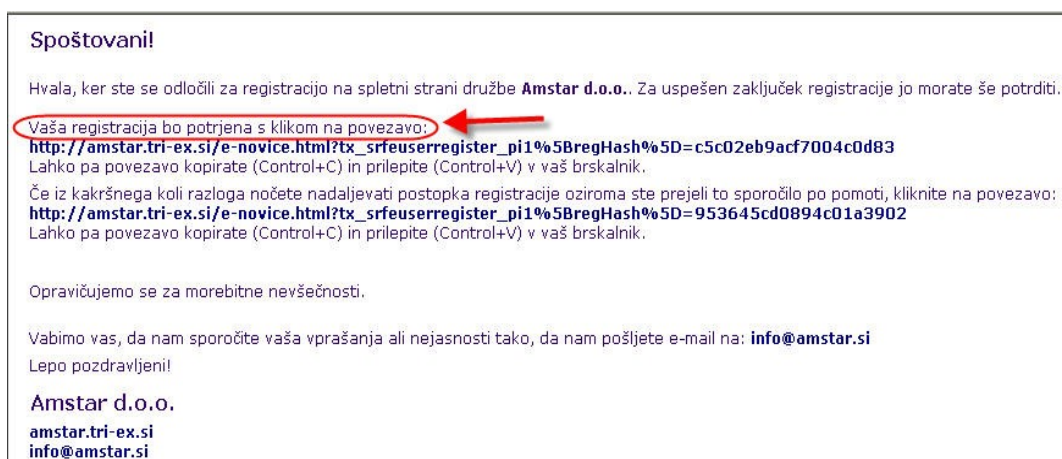 Spoštovani!
Hvala, ker ste se odločili za registracijo na spletni strani družbe Amstar d.o.o.. Za uspešen zaključek registracije jo morate še potrditi.
Vaša registracija bo potrjena s klikom na povezavo:
http://amstar.tri-ex.si/e-novice.html?tx_srfeuserregister_pi1%5BregHash%5D=c5c02eb9acf7004c0d83
Lahko pa povezavo kopirate (Control+C) in prilepite (Control+V) v vaš brskalnik.
Če iz kakršnega koli razloga nočete nadaljevati postopka registracije oziroma ste prejeli to sporočilo po pomoti, kliknite na povezavo:
http://amstar.tri-ex.si/e-novice.html?tx_srfeuserregister_pi1%5BregHash%5D=953645cd0894c01a3902
Lahko pa povezavo kopirate (Control+C) in prilepite (Control+V) v vaš brskalnik.
Opravičujemo se za morebitne nevšečnosti.
Vabimo vas, da nam sporočite vaša vprašanja ali nejasnosti tako, da nam pošljete e-mail na: info@amstar.si
Lepo pozdravljeni!
Amstar d.o.o.
amstar.tri-ex.si
info@amstar.si